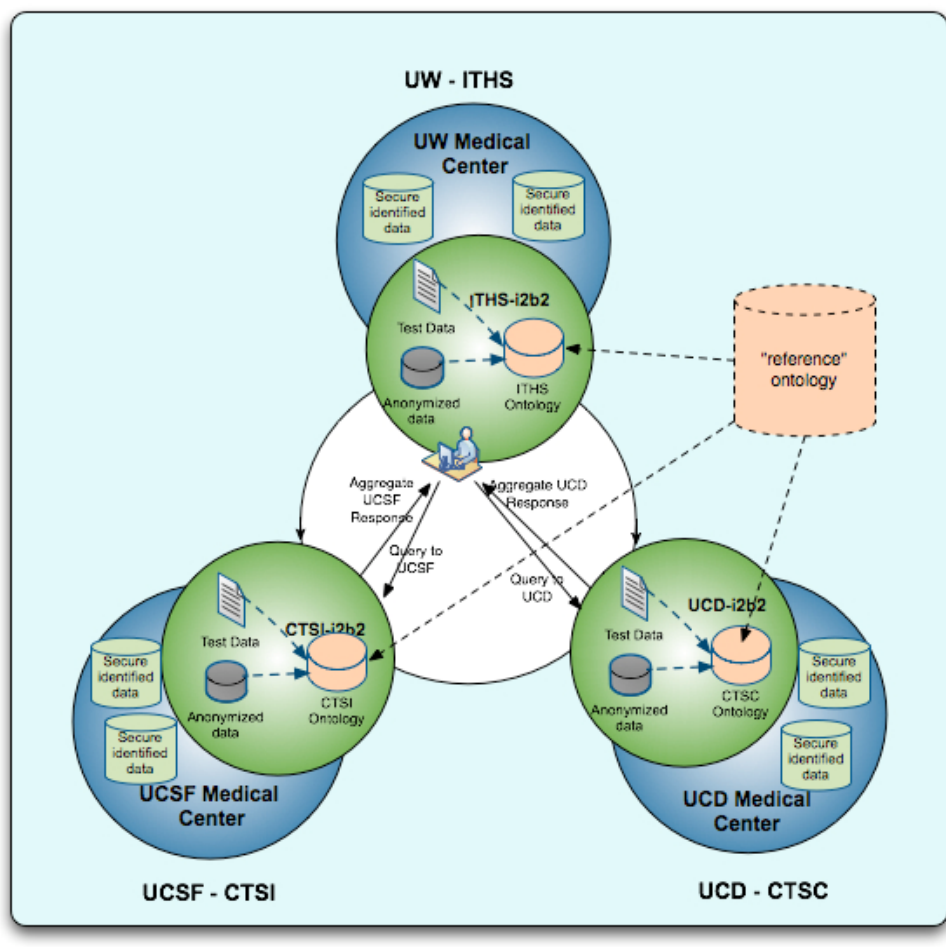 UW - ITHS
UW Medical
Center
Secure
identified
data
Secure
identified
data
ITHS-i2b2
Test Data
Anonymized
data
ITHS
Ontology
"reference"
ontology
Aggregate
UCSF
Response
Aggregate UCD
Response
Query to
UCSF
Query to
UCD
CTSI-i2b2
Test Data
Anonymized
data
CTSI
Ontology
Secure
identified
data
Secure
identified
data
UCSF Medical
Center
UCSF - CTSI
UCD-i2b2
Test Data
Anonymized
data
CTSC
Ontology
Secure
identified
data
Secure
identified
data
UCD Medical
Center
UCD - CTSC